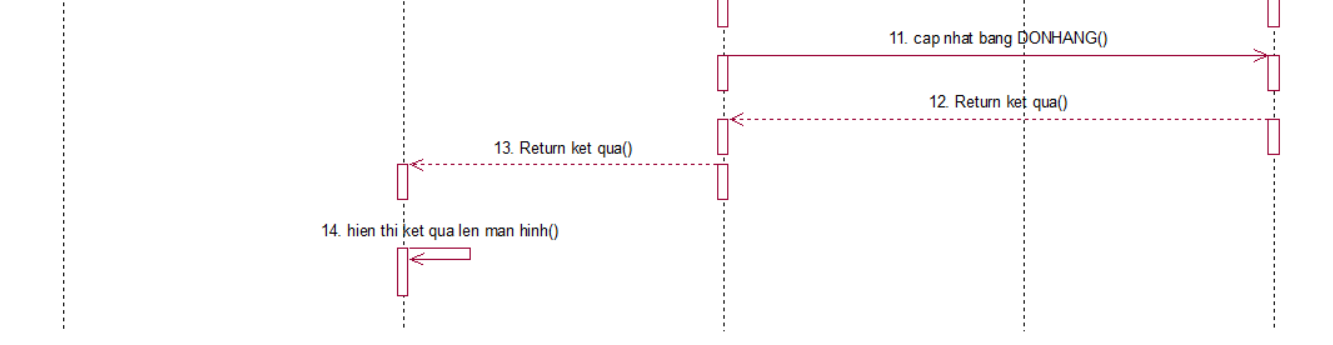 11. cap nhat bang DONHANG()
12. Return ket qua()
13. Return ket qua()
14. hien thi ket qua len man hinh()